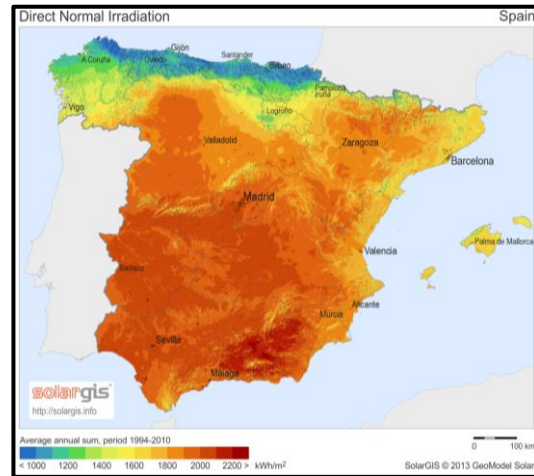 Direct Normal Irradiation Spain
A Coruña
Oviedo
Gijón
Santander
Bilbao
Vigo
Pamplona
Iruña
Logroño
Valladolid
Zaragoza
Barcelona
Madrid
Valencia
Palma de Mallorca
Badajoz
Alicante
Murcia
Sevilla
Málaga
solargis
http://solargis.info
Average annual sum, period 1994-2010
< 1000 1200 1400 1600 1800 2000 2200 > kWh/m²
0 100 km
SolarGIS © 2013 GeoModel Solar